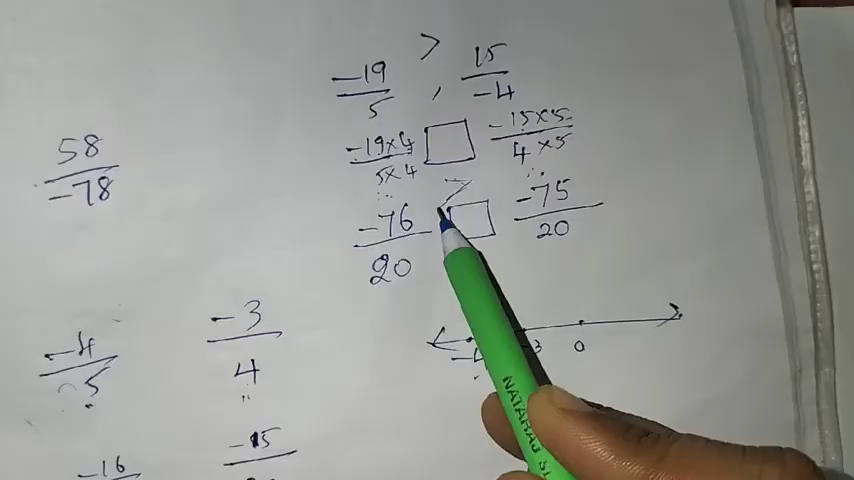 >
-19/5 , 15/-4
-19×4/5×4 □ -15×5/4×5
>
-76/20 □ -75/20
58/-78
-4/5 -3/4
-16 -15
3 0
NATARAJ